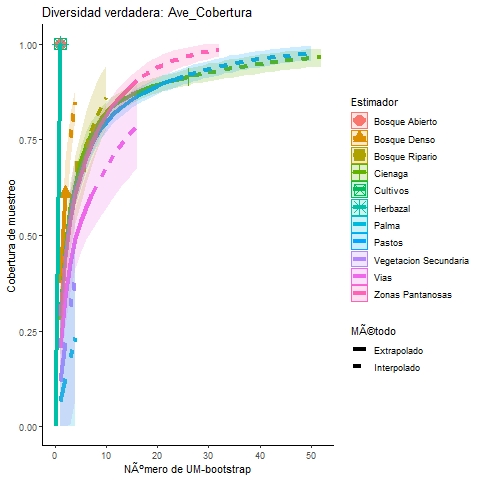 Diversidad verdadera: Ave_Cobertura
Cobertura de muestreo
1.00
0.75
0.50
0.25
0.00
0
10
20
30
40
50
NÃºmero de UM-bootstrap
Estimador
Bosque Abierto
Bosque Denso
Bosque Ripario
Cienaga
Cultivos
Herbazal
Palma
Pastos
Vegetacion Secundaria
Vias
Zonas Pantanosas
MÃ©todo
Extrapolado
Interpolado